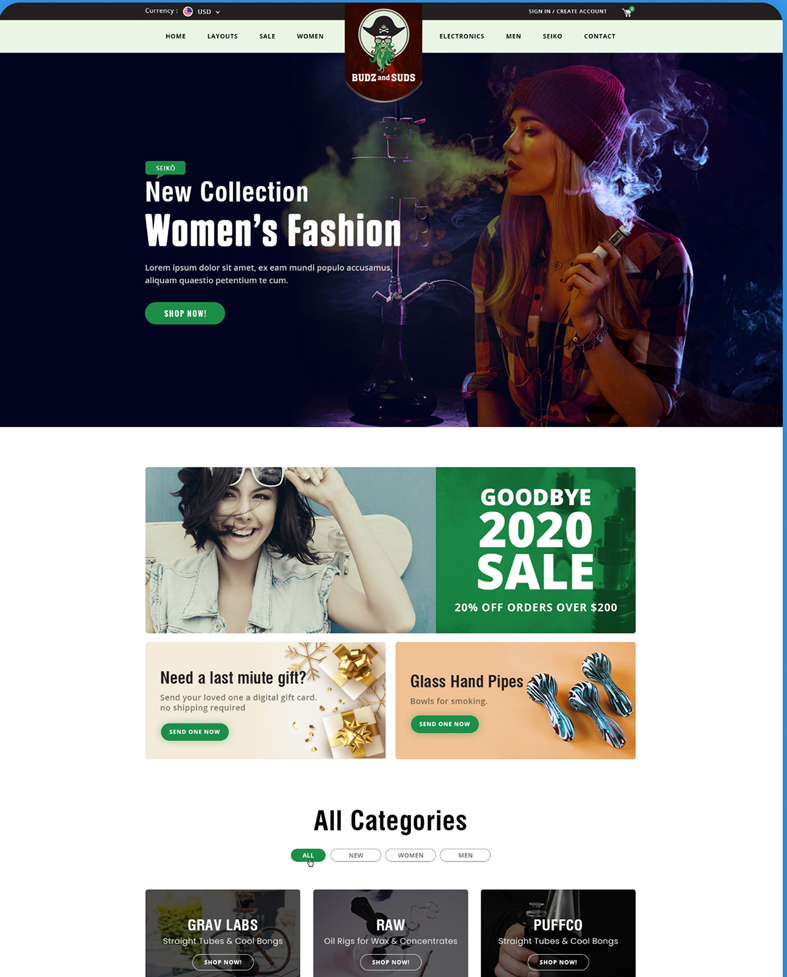 Currency : USD
SIGN IN / CREATE ACCOUNT
HOME LAYOUTS SALE WOMEN
BUDZ and SUDS
ELECTRONICS MEN SEIKO CONTACT
SEIKŌ
New Collection
Women's Fashion
Lorem ipsum dolor sit amet, ex eam mundi populo accusamus,
aliquam quaestio petentium te cum.
SHOP NOW!
GOODBYE
2020
SALE
20% OFF ORDERS OVER $200
Need a last miute gift?
Send your loved one a digital gift card.
no shipping required
SEND ONE NOW
Glass Hand Pipes
Bowls for smoking.
SEND ONE NOW
All Categories
ALL NEW WOMEN MEN
GRAV LABS
Straight Tubes & Cool Bongs
SHOP NOW!
RAW
Oil Rigs for Wax & Concentrates
SHOP NOW!
PUFFCO
Straight Tubes & Cool Bongs
SHOP NOW!